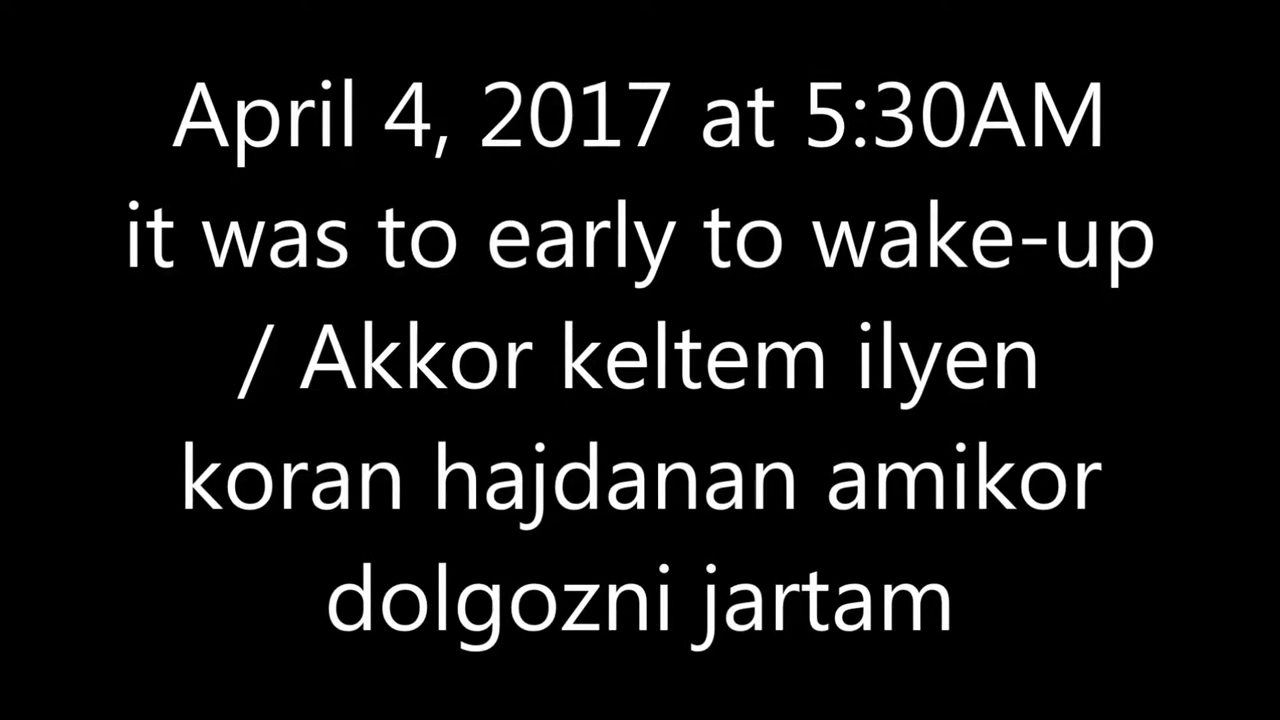 April 4, 2017 at 5:30AM
it was to early to wake-up
/ Akkor keltem ilyen
koran hajdanan amikor
dolgozni jartam